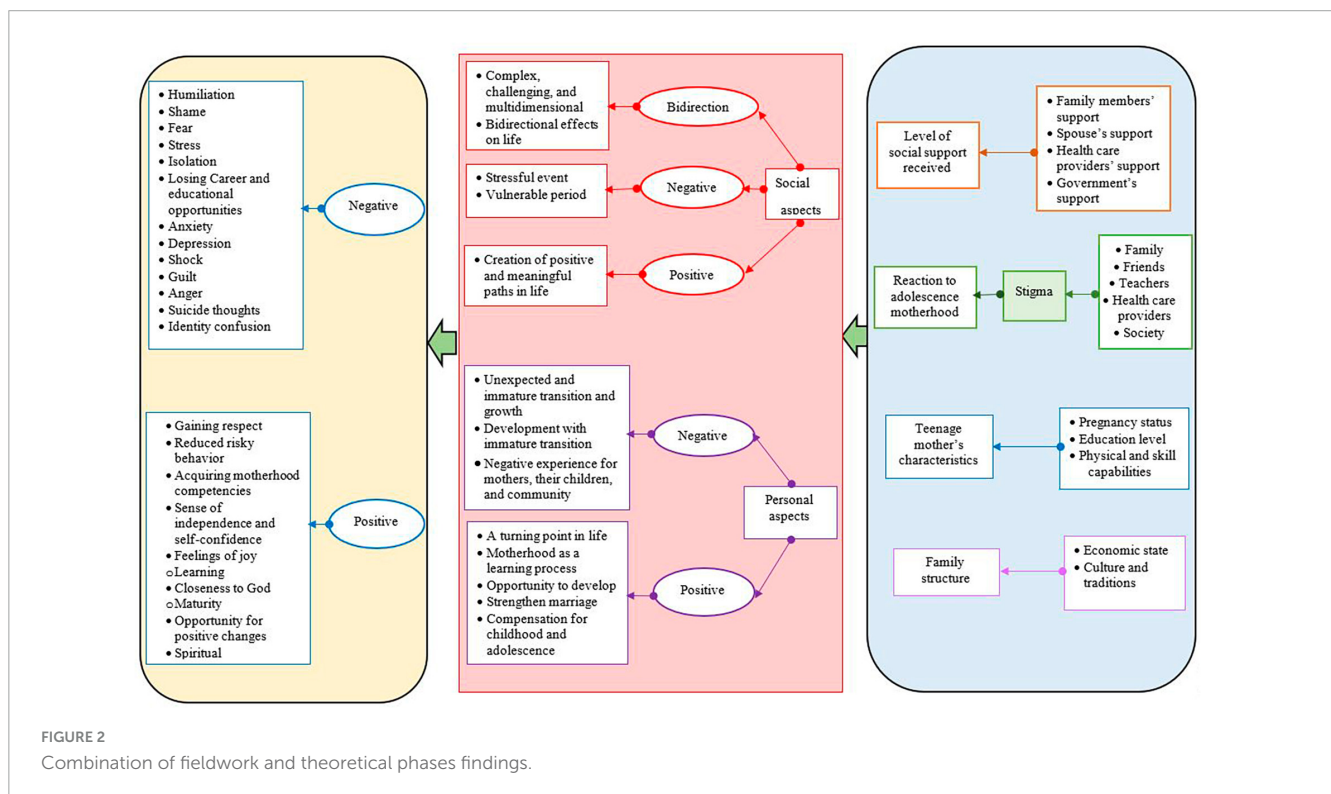 • Humiliation
• Shame
• Fear
• Stress
• Isolation
• Losing Career and
educational
opportunities
• Anxiety
• Depression
• Shock
• Guilt
• Anger
• Suicide thoughts
• Identity confusion
Negative
• Gaining respect
• Reduced risky
behavior
• Acquiring motherhood
competencies
• Sense of
independence and
self-confidence
• Feelings of joy
o Learning
• Closeness to God
o Maturity
• Opportunity for
positive changes
• Spiritual
Positive
• Complex,
challenging, and
multidimensional
• Bidirectional effects
on life
Bidirection
• Stressful event
• Vulnerable period
Negative
Social
aspects
• Creation of positive
and meaningful
paths in life
Positive
• Unexpected and
immature transition and
growth
• Development with
immature transition
• Negative experience for
mothers, their children,
and community
Negative
Personal
aspects
• A turning point in life
• Motherhood as a
learning process
• Opportunity to develop
• Strengthen marriage
• Compensation for
childhood and
adolescence
Positive
Level of
social support
received
• Family members'
support
• Spouse's support
• Health care
providers' support
• Government's
support
Reaction to
adolescence
motherhood
Stigma
• Family
• Friends
• Teachers
• Health care
providers
• Society
Teenage
mother's
characteristics
• Pregnancy status
• Education level
• Physical and skill
capabilities
Family
structure
• Economic state
• Culture and
traditions
FIGURE 2
Combination of fieldwork and theoretical phases findings.